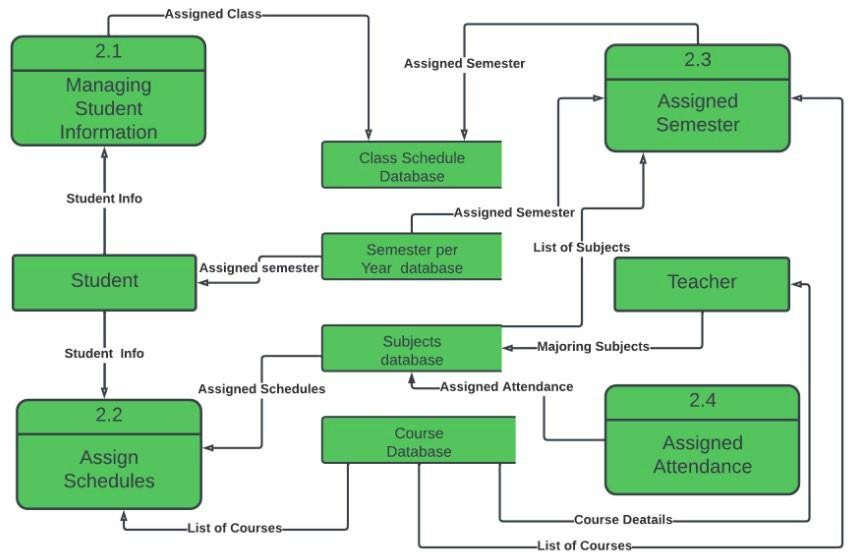 Assigned Class
2.1
Managing
Student
Information
Assigned Semester
2.3
Assigned
Semester
Class Schedule
Database
Student Info
Assigned Semester
List of Subjects
Semester per
Year database
Assigned semester
Student
Teacher
Student Info
Subjects
database
Majoring Subjects
Assigned Schedules
Assigned Attendance
2.2
Assign
Schedules
2.4
Assigned
Attendance
Course
Database
List of Courses
Course Deatails
List of Courses